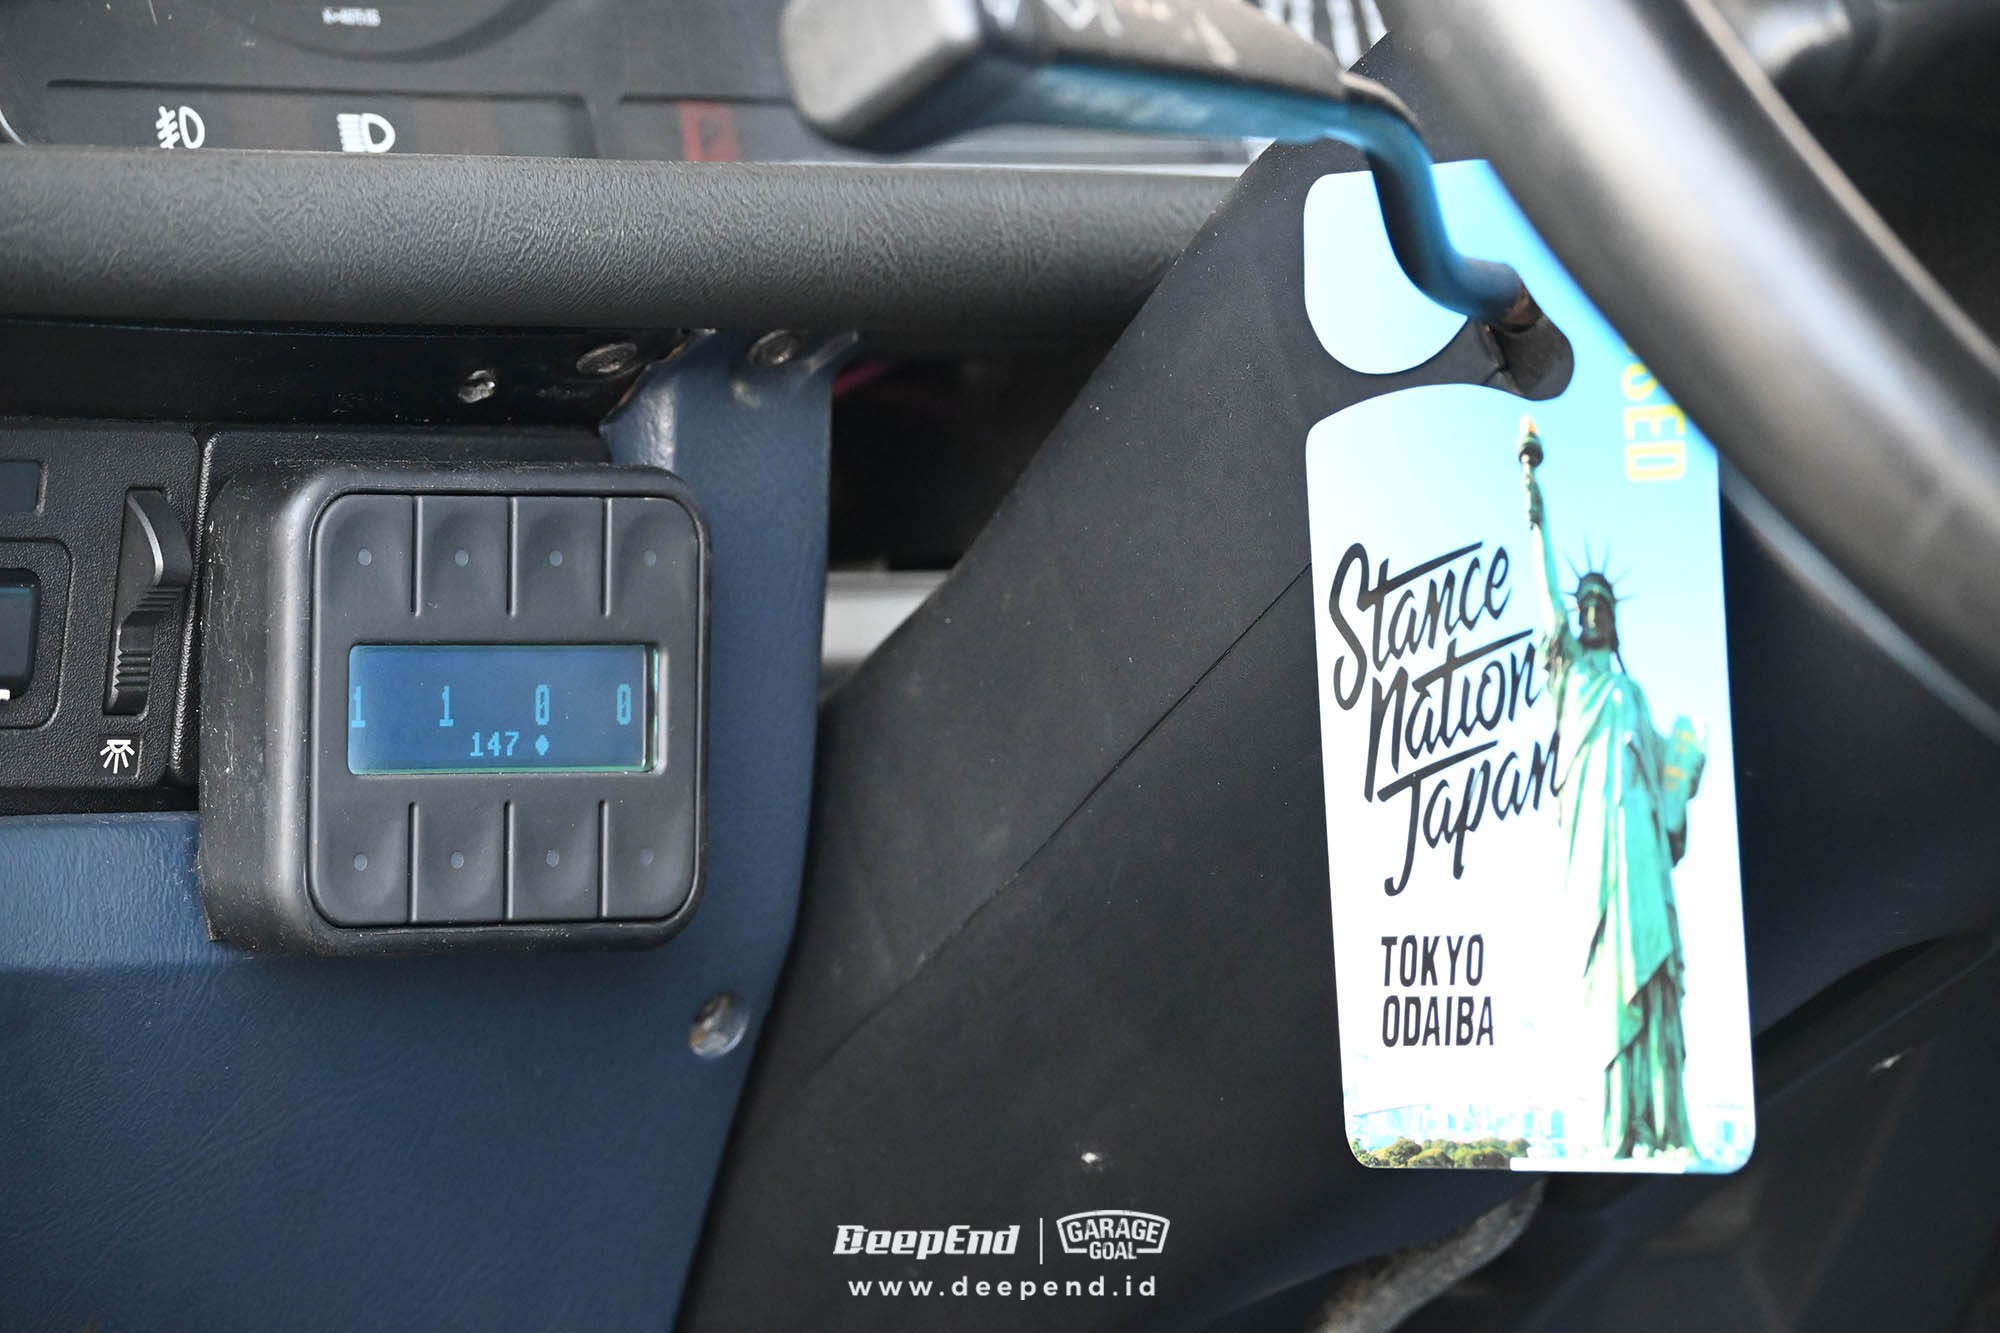 1 1 0 0
147
Stance
Nation
Japan
TOKYO
ODAIBA
DeepEnd
GARAGE
GOAL
www.deepend.id